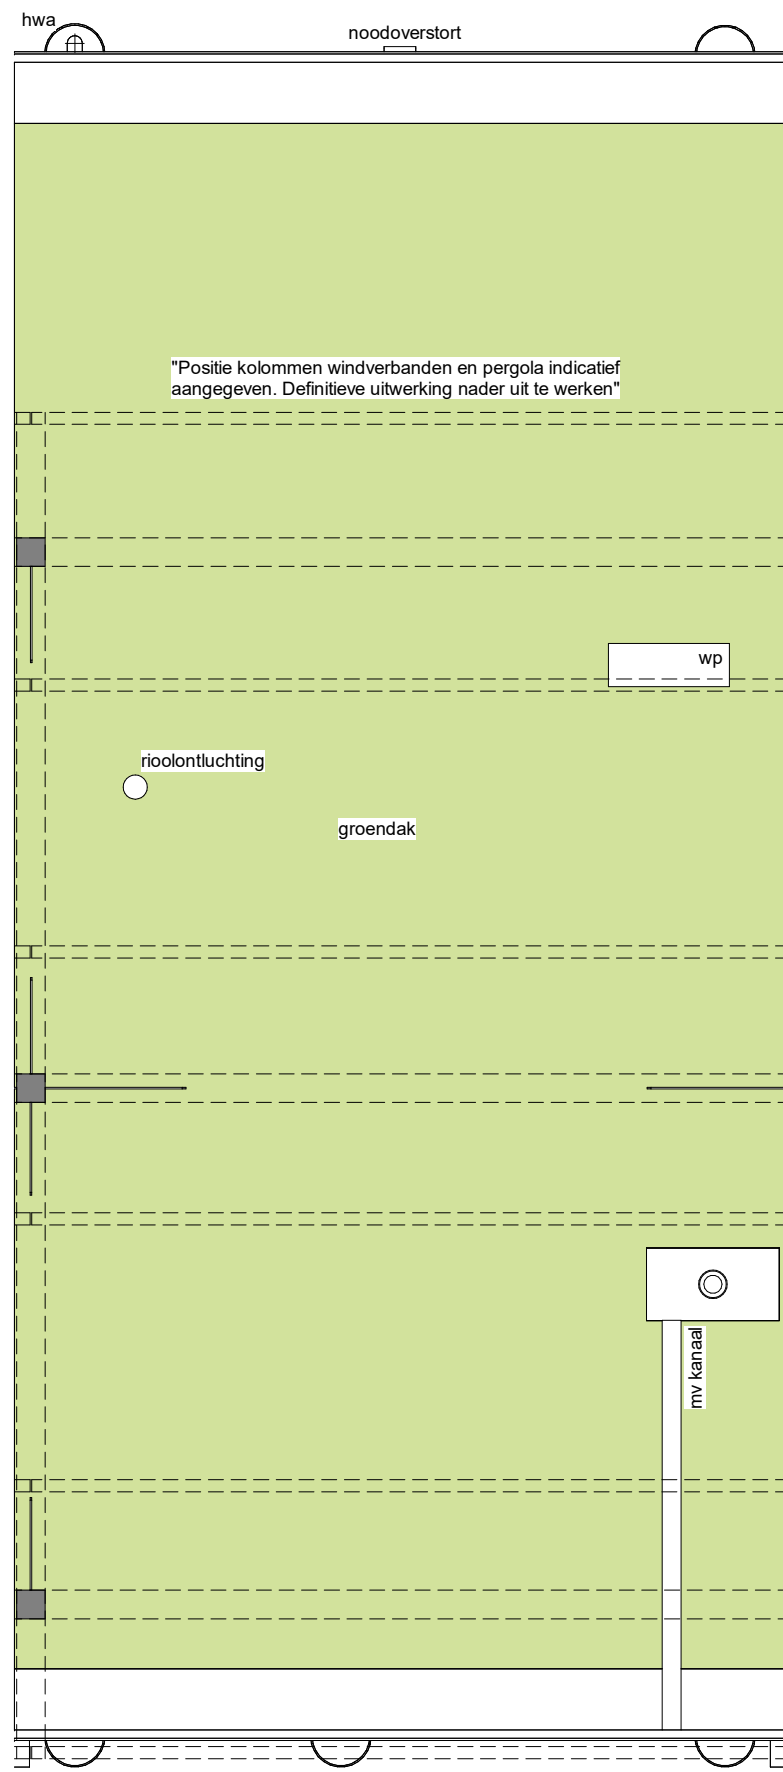 hwa
noodoverstort
"Positie kolommen windverbanden en pergola indicatief
aangegeven. Definitieve uitwerking nader uit te werken"
wp
rioolontluchting
groendak
mv kanaal